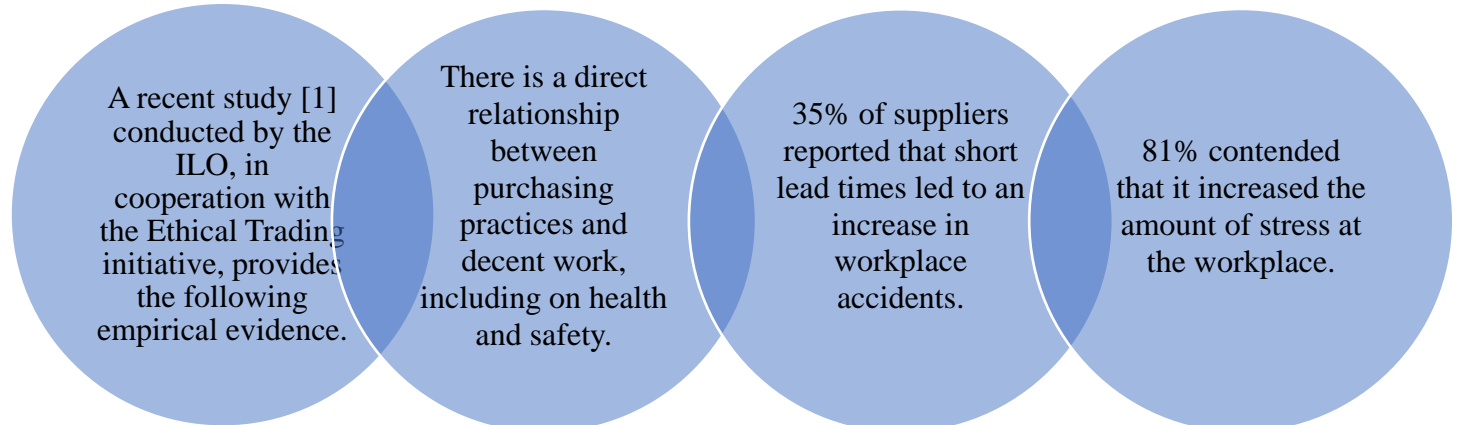 A recent study [1]
conducted by the
ILO, in
cooperation with
the Ethical Trading
initiative, provides
the following
empirical evidence.
There is a direct
relationship
between
purchasing
practices and
decent work,
including on health
and safety.
35% of suppliers
reported that short
lead times led to an
increase in
workplace
accidents.
81% contended
that it increased the
amount of stress at
the workplace.